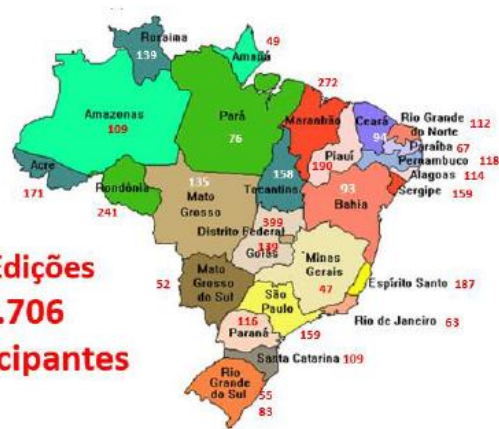 Roraima
139
Amapá
49
Amazonas
109
Pará
76
Maranhão
272
Ceará
94
Rio Grande
do Norte
112
Paraíba
67
Pernambuco
118
Alagoas
114
Sergipe
159
Piauí
190
Acre
171
Rondônia
241
135
Mato
Grosso
158
Tocantins
93
Bahia
399
Distrito Federal
139
Goiás
Minas
Gerais
47
Espírito Santo 187
52
Mato
Grosso
do Sul
São
Paulo
159
Rio de Janeiro 63
116
Paraná
Santa Catarina 109
Rio
Grande
do Sul
55
83
dições
.706
cipantes